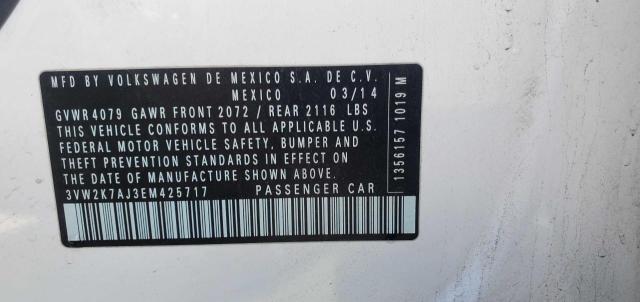 MFD BY VOLKSWAGEN DE MEXICO S.A. DE C.V.
MEXICO 03/14
GVWR 4079 GAWR FRONT 2072 / REAR 2116 LBS
THIS VEHICLE CONFORMS TO ALL APPLICABLE U.S.
FEDERAL MOTOR VEHICLE SAFETY, BUMPER AND
THEFT PREVENTION STANDARDS IN EFFECT ON
THE DATE OF MANUFACTURE SHOWN ABOVE.
3VW2K7AJ3EM425717 PASSENGER CAR
1356157 1019 M